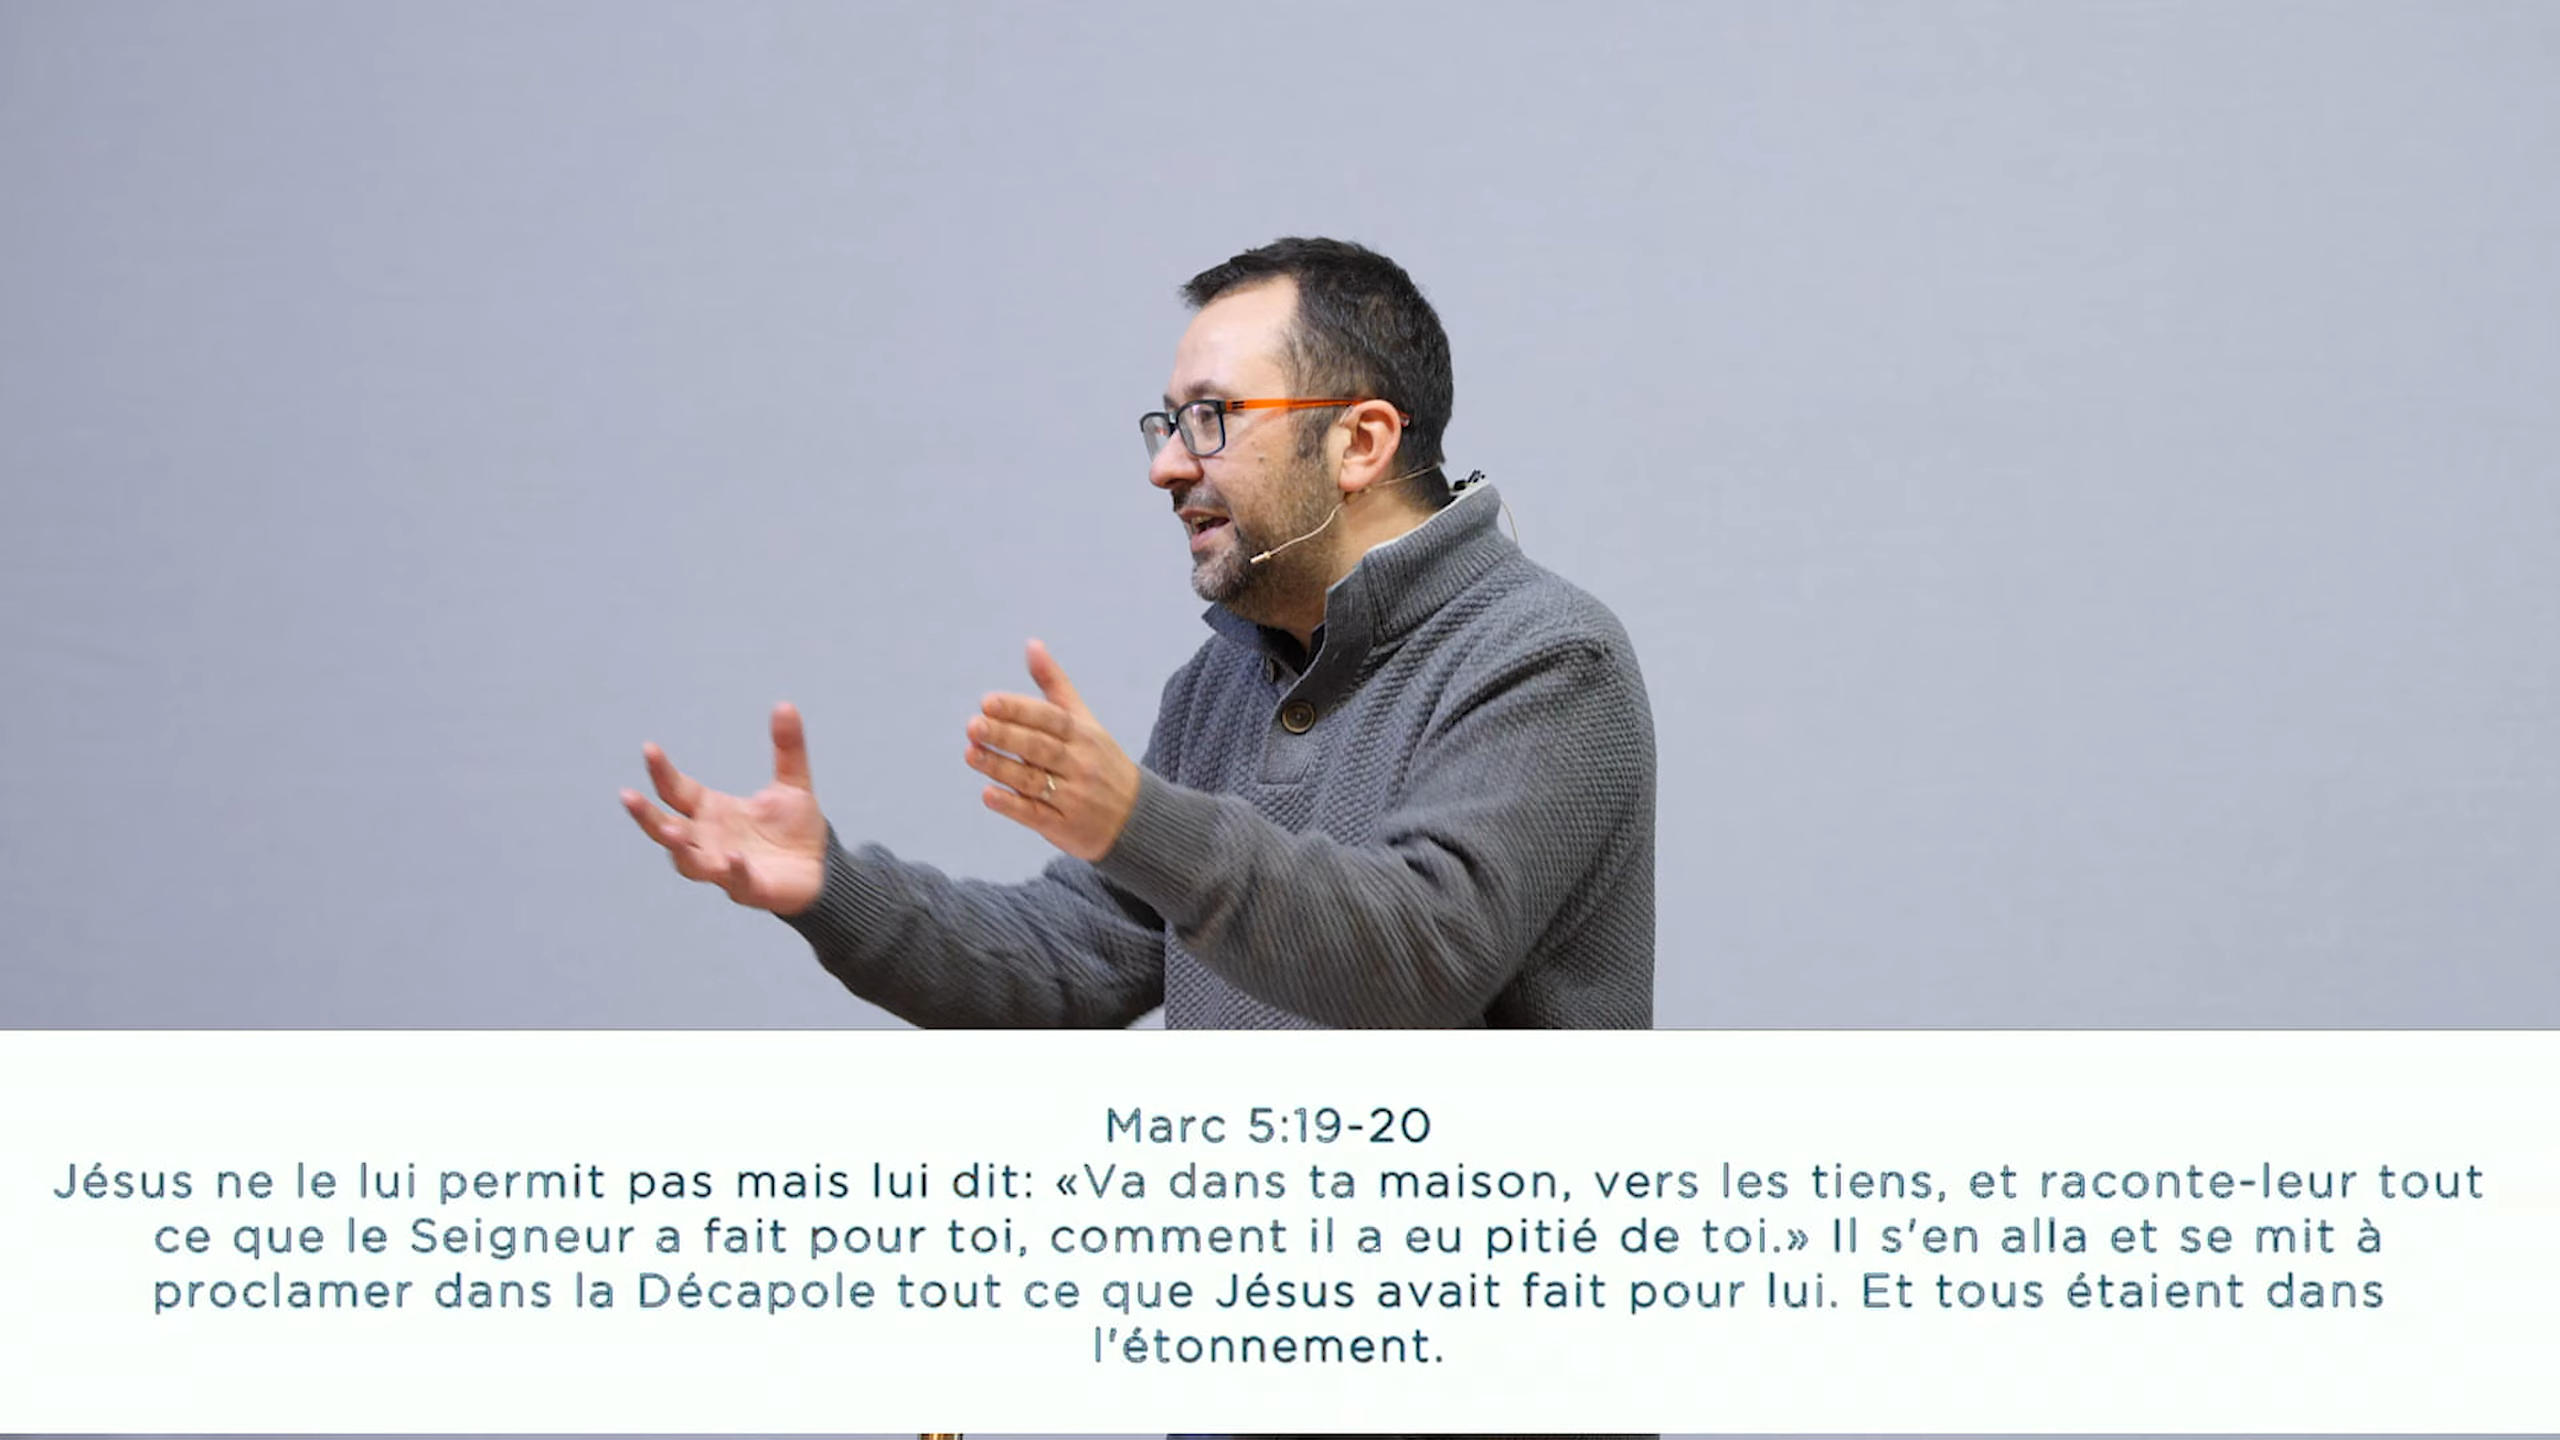 Marc 5:19-20
Jésus ne le lui permit pas mais lui dit: «Va dans ta maison, vers les tiens, et raconte-leur tout
ce que le Seigneur a fait pour toi, comment il a eu pitié de toi.» Il s'en alla et se mit à
proclamer dans la Décapole tout ce que Jésus avait fait pour lui. Et tous étaient dans
l'étonnement.